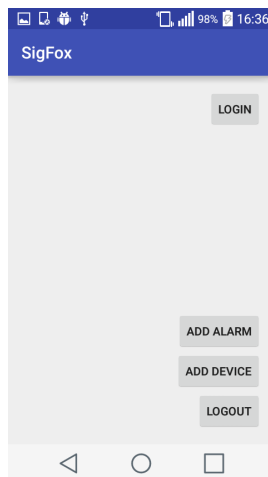 98% 16:36
SigFox
LOGIN
ADD ALARM
ADD DEVICE
LOGOUT